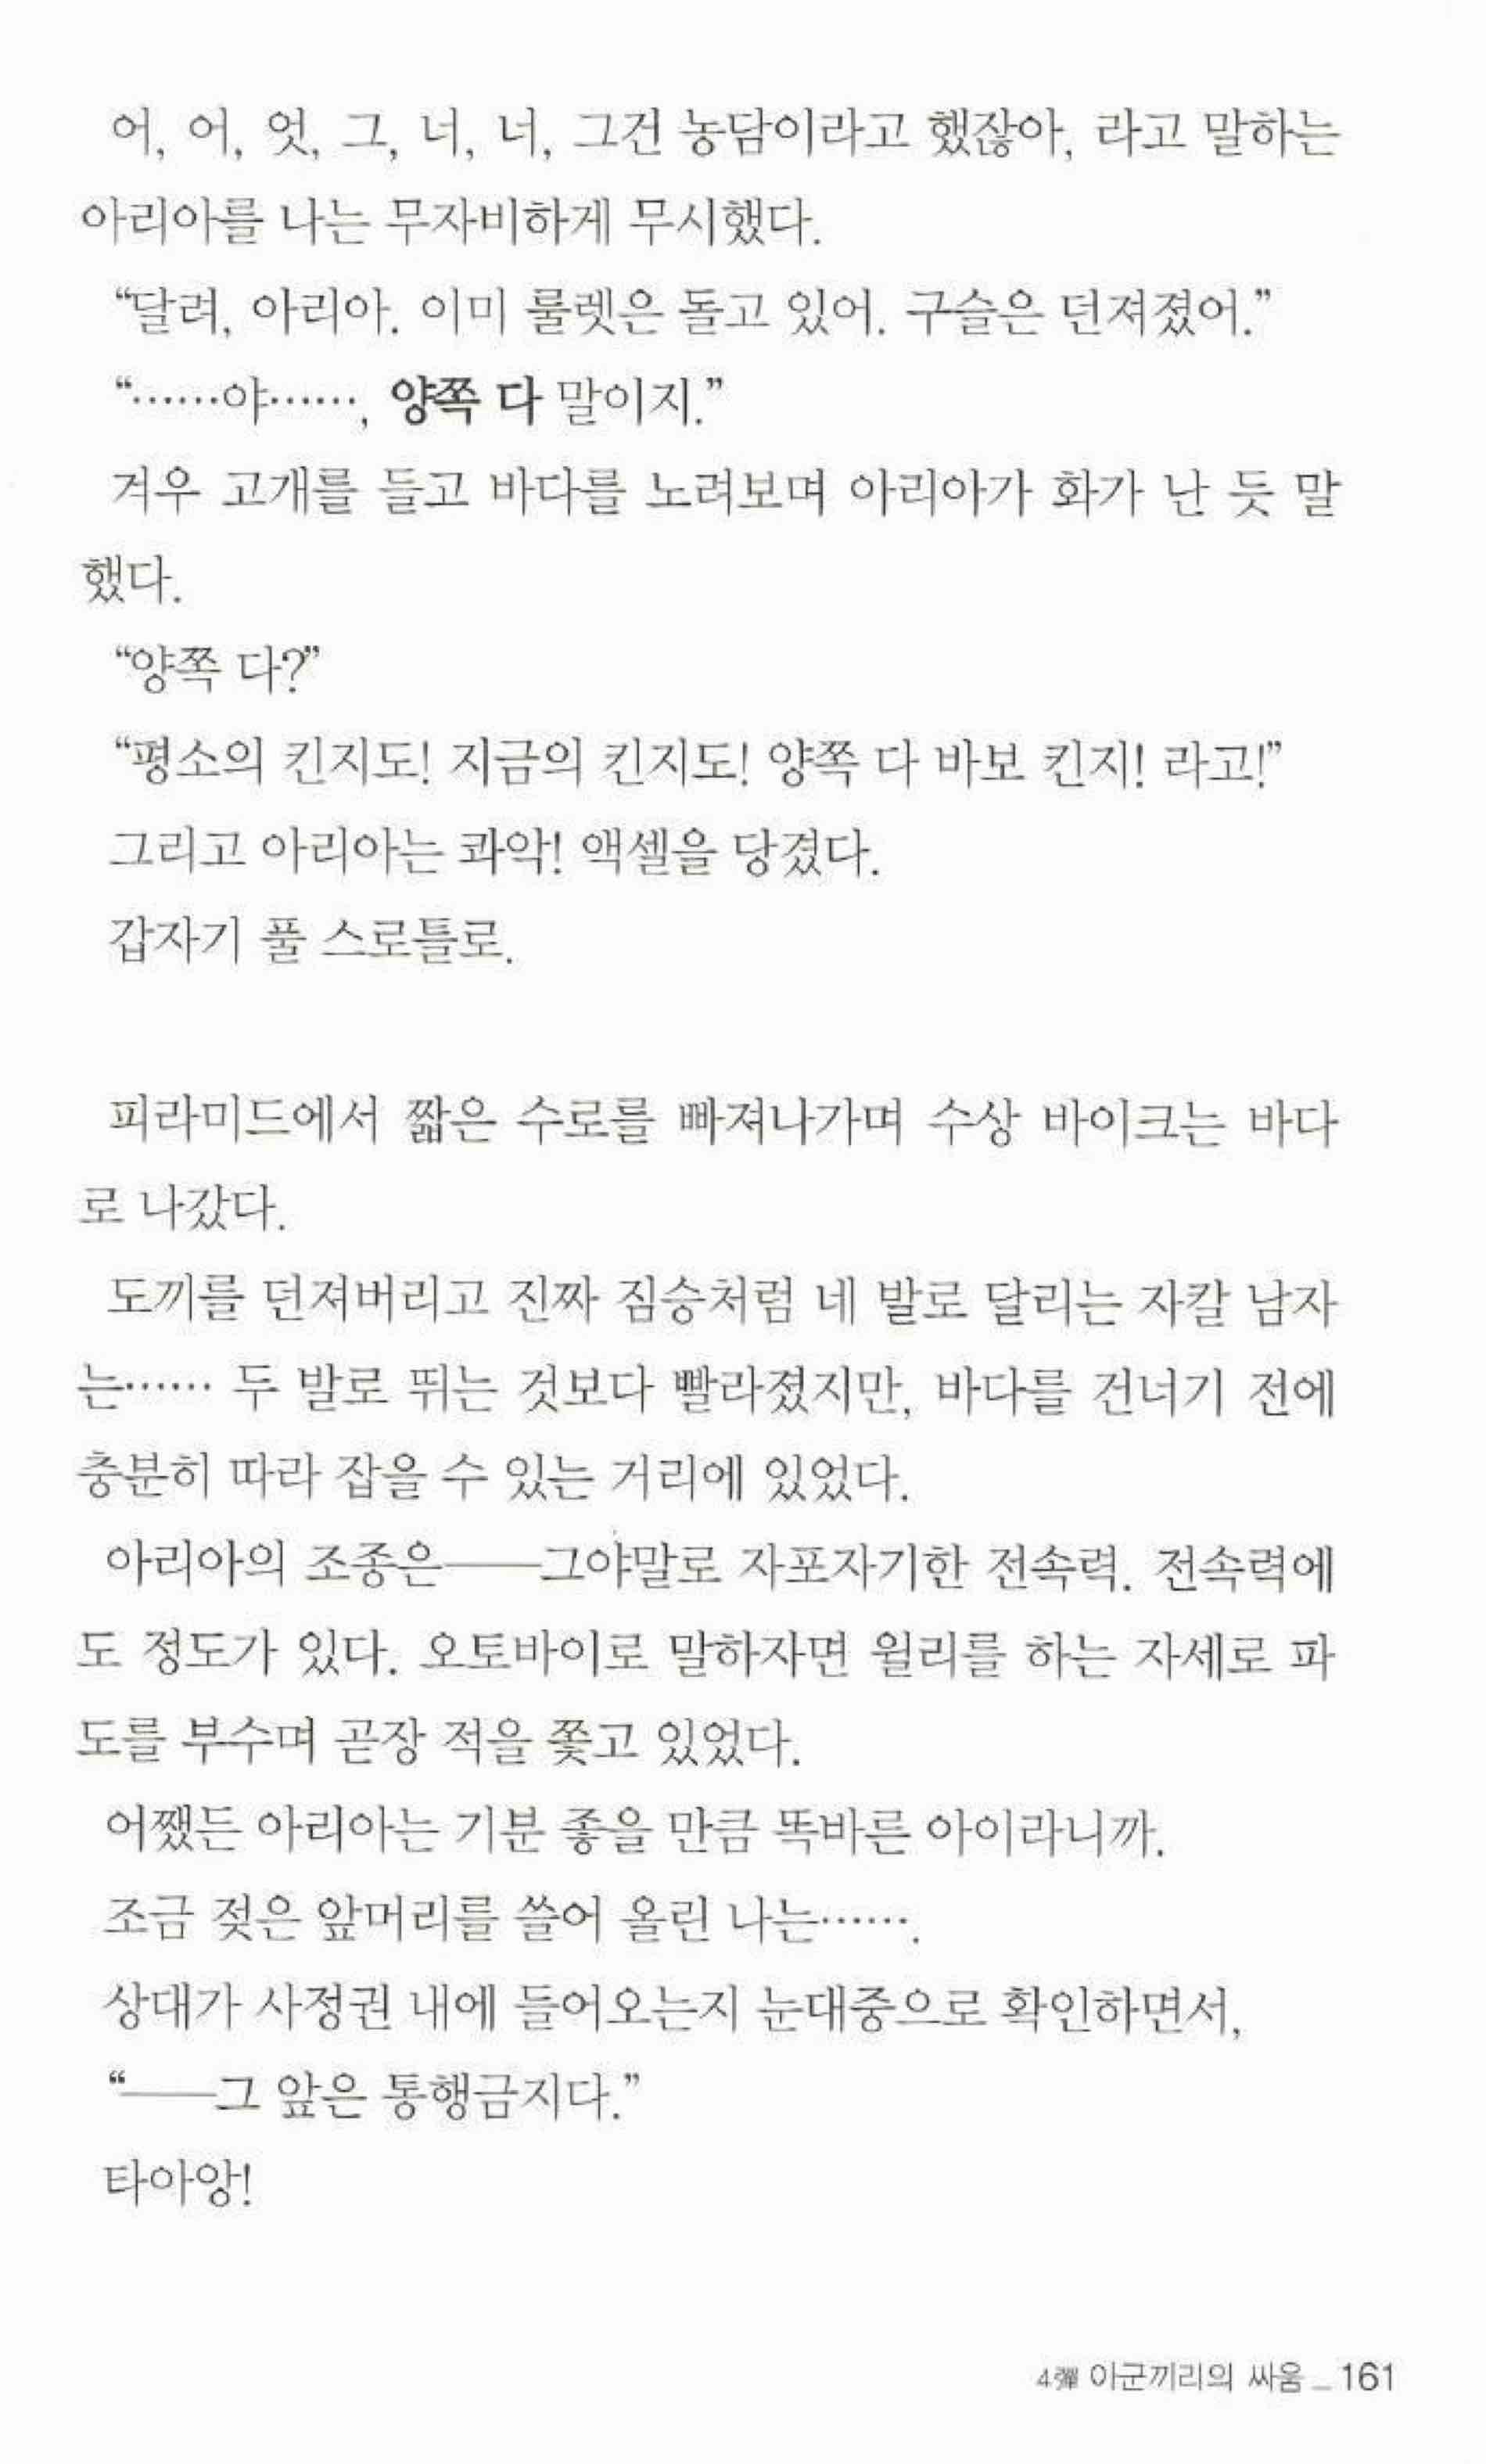 어, 어, 엇, 그, 너, 너, 그건 농담이라고 했잖아, 라고 말하는
아리아를 나는 무자비하게 무시했다.
“달려, 아리아. 이미 룰렛은 돌고 있어. 구슬은 던져졌어.”
“……야……, 양쪽 다 말이지.”
겨우 고개를 들고 바다를 노려보며 아리아가 화가 난 듯 말
했다.
“양쪽 다?”
“평소의 킨지도! 지금의 킨지도! 양쪽 다 바보 킨지! 라고!”
그리고 아리아는 콰악! 액셀을 당겼다.
갑자기 풀 스로틀로.
피라미드에서 짧은 수로를 빠져나가며 수상 바이크는 바다
로 나갔다.
도끼를 던져버리고 진짜 짐승처럼 네 발로 달리는 자칼 남자
는…… 두 발로 뛰는 것보다 빨라졌지만, 바다를 건너기 전에
충분히 따라 잡을 수 있는 거리에 있었다.
아리아의 조종은──그야말로 자포자기한 전속력. 전속력에
도 정도가 있다. 오토바이로 말하자면 윌리를 하는 자세로 파
도를 부수며 곧장 적을 쫓고 있었다.
어쨌든 아리아는 기분 좋을 만큼 똑바른 아이라니까.
조금 젖은 앞머리를 쓸어 올린 나는…….
상대가 사정권 내에 들어오는지 눈대중으로 확인하면서,
“──그 앞은 통행금지다.”
타아앙!
4彈 아군끼리의 싸움 _ 161